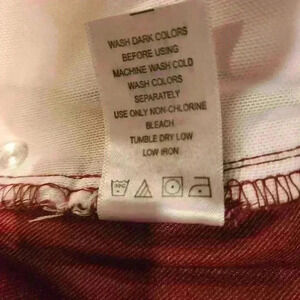 WASH DARK COLORS
BEFORE USING
MACHINE WASH COLD
WASH COLORS
SEPARATELY
USE ONLY NON-CHLORINE
BLEACH
TUMBLE DRY LOW
LOW IRON